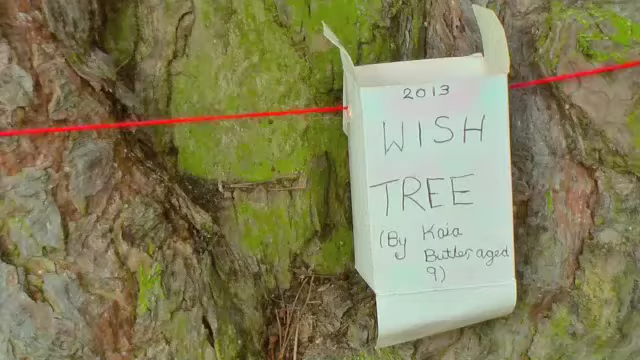 2013
WISH
TREE
(By Kaia
Butler, aged
9)